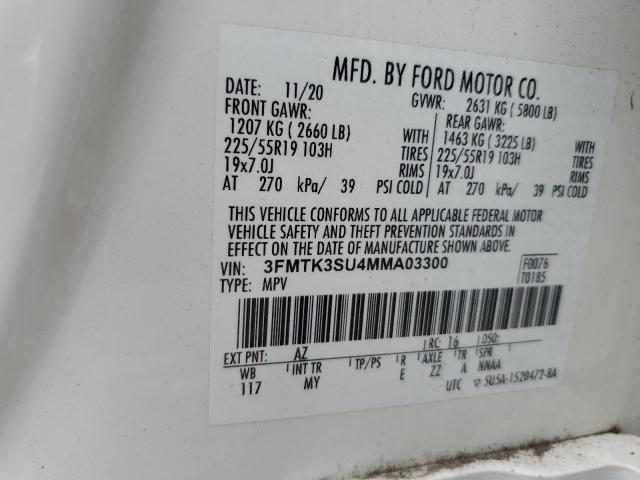 MFD. BY FORD MOTOR CO.
DATE: 11/20 GVWR: 2631 KG ( 5800 LB)
FRONT GAWR: REAR GAWR:
1207 KG ( 2660 LB) WITH 1463 KG ( 3225 LB) WITH
225/55R19 103H TIRES 225/55R19 103H TIRES
19x7.0J RIMS 19x7.0J RIMS
AT 270 kPa/ 39 PSI COLD AT 270 kPa/ 39 PSI COLD
THIS VEHICLE CONFORMS TO ALL APPLICABLE FEDERAL MOTOR
VEHICLE SAFETY AND THEFT PREVENTION STANDARDS IN
EFFECT ON THE DATE OF MANUFACTURE SHOWN ABOVE.
VIN: 3FMTK3SU4MMA03300 F0076
TYPE: MPV T0185
EXT PNT: AZ RC: 16 DSO:
WB INT TR TP/PS R AXLE TR SPR
117 MY E ZZ A NNAA
UTC ▽ 5U5A-1520472-BA